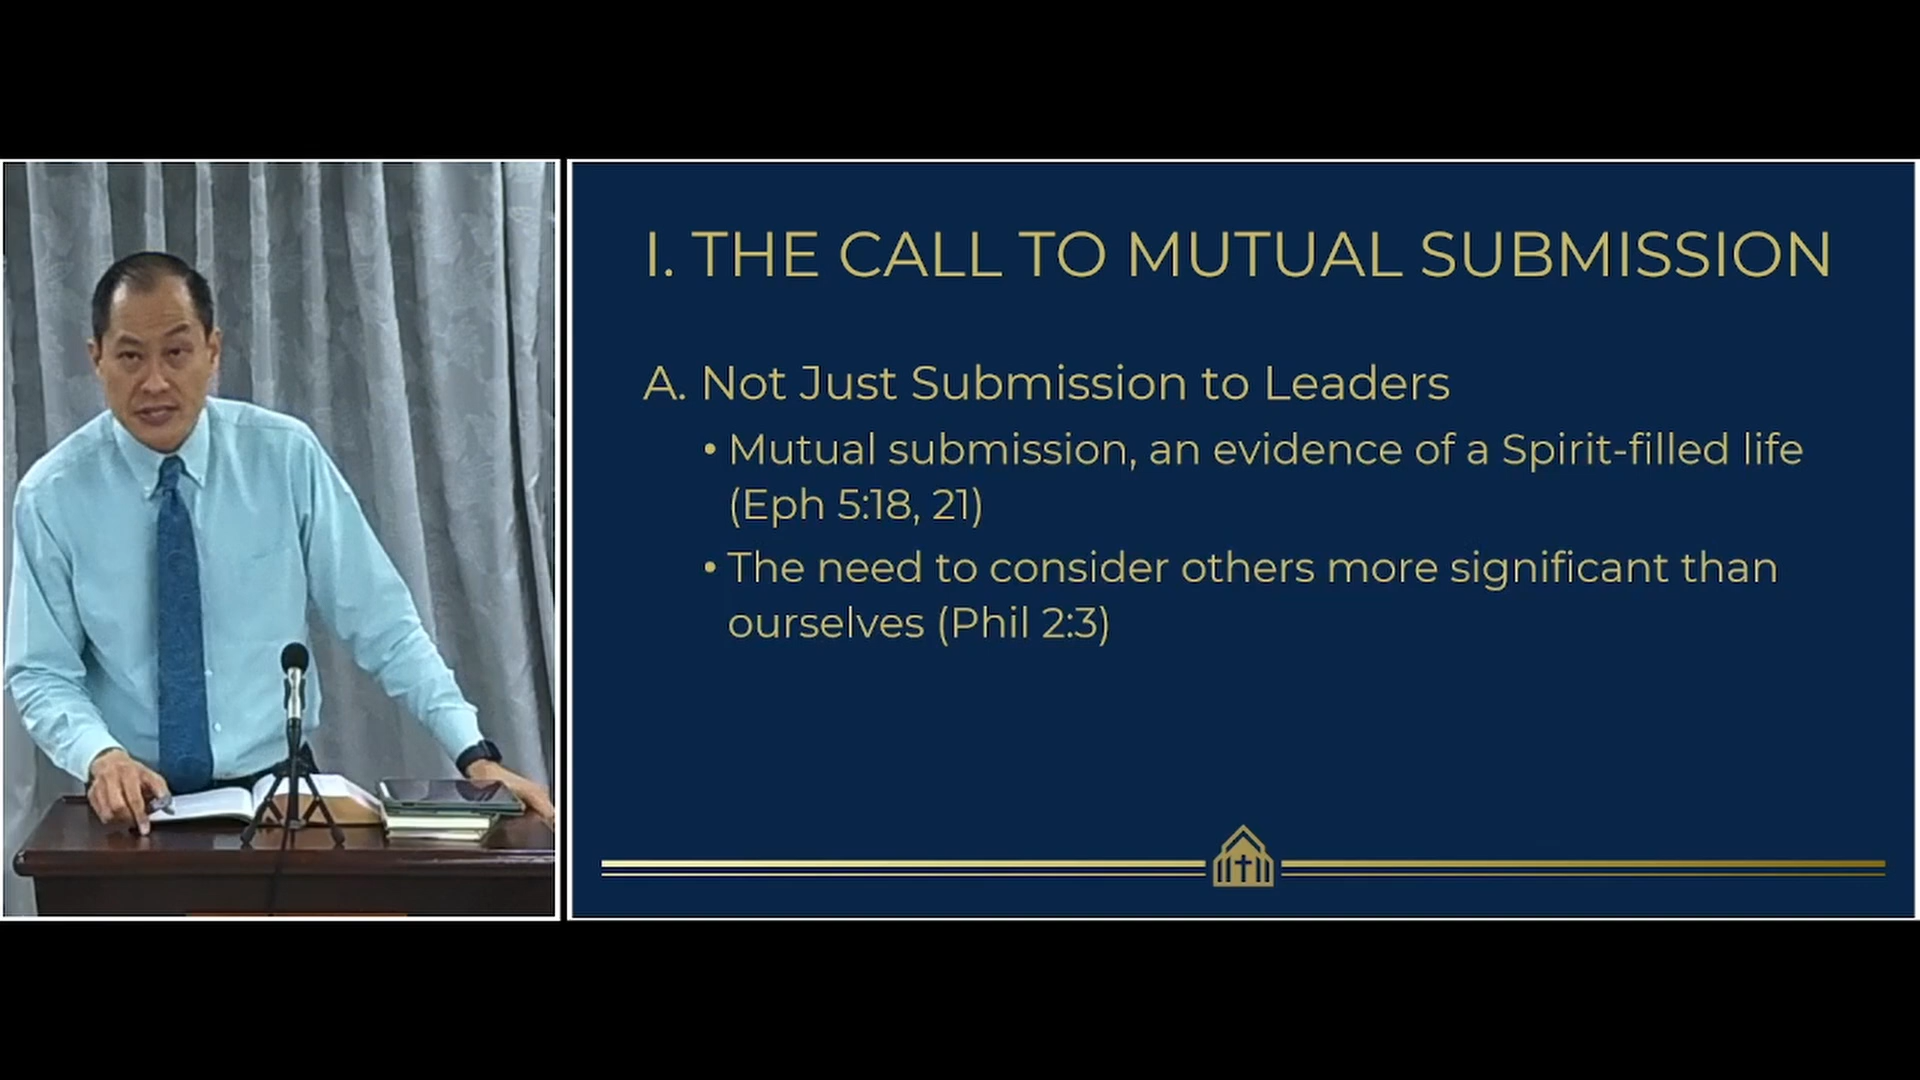 I. THE CALL TO MUTUAL SUBMISSION
A. Not Just Submission to Leaders
• Mutual submission, an evidence of a Spirit-filled life
(Eph 5:18, 21)
• The need to consider others more significant than
ourselves (Phil 2:3)